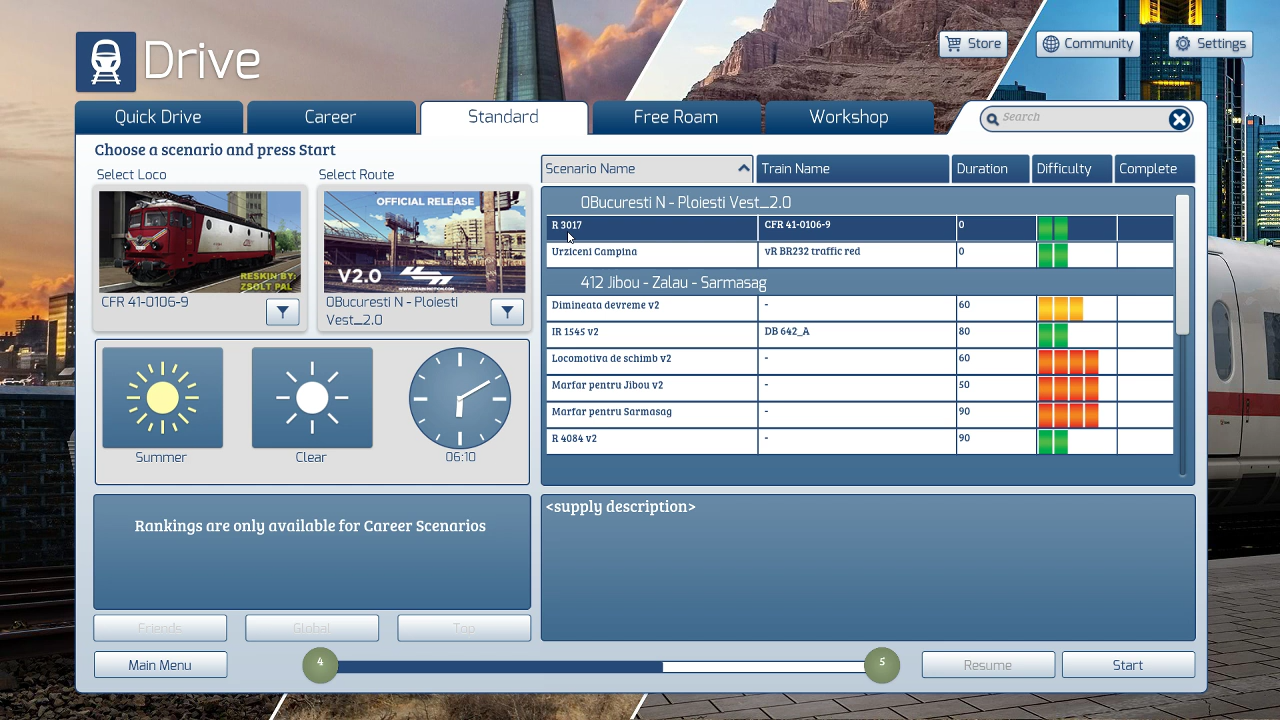 Drive
Store
Community
Settings
Quick Drive
Career
Standard
Free Roam
Workshop
Search
Choose a scenario and press Start
Select Loco
Select Route
RESKIN BY:
ZSOLT PAL
OFFICIAL RELEASE
V2.0
CFR 41-0106-9
0Bucuresti N - Ploiesti
Vest_2.0
Summer
Clear
06:10
Rankings are only available for Career Scenarios
Friends
Global
Top
Scenario Name Train Name Duration Difficulty Complete
0Bucuresti N - Ploiesti Vest_2.0
R 3017 CFR 41-0106-9 0
Urziceni Campina vR BR232 traffic red 0
412 Jibou - Zalau - Sarmasag
Dimineata devreme v2 - 60
IR 1545 v2 DB 642_A 80
Locomotiva de schimb v2 - 60
Marfar pentru Jibou v2 - 50
Marfar pentru Sarmasag - 90
R 4084 v2 - 90
<supply description>
Main Menu
4
5
Resume
Start